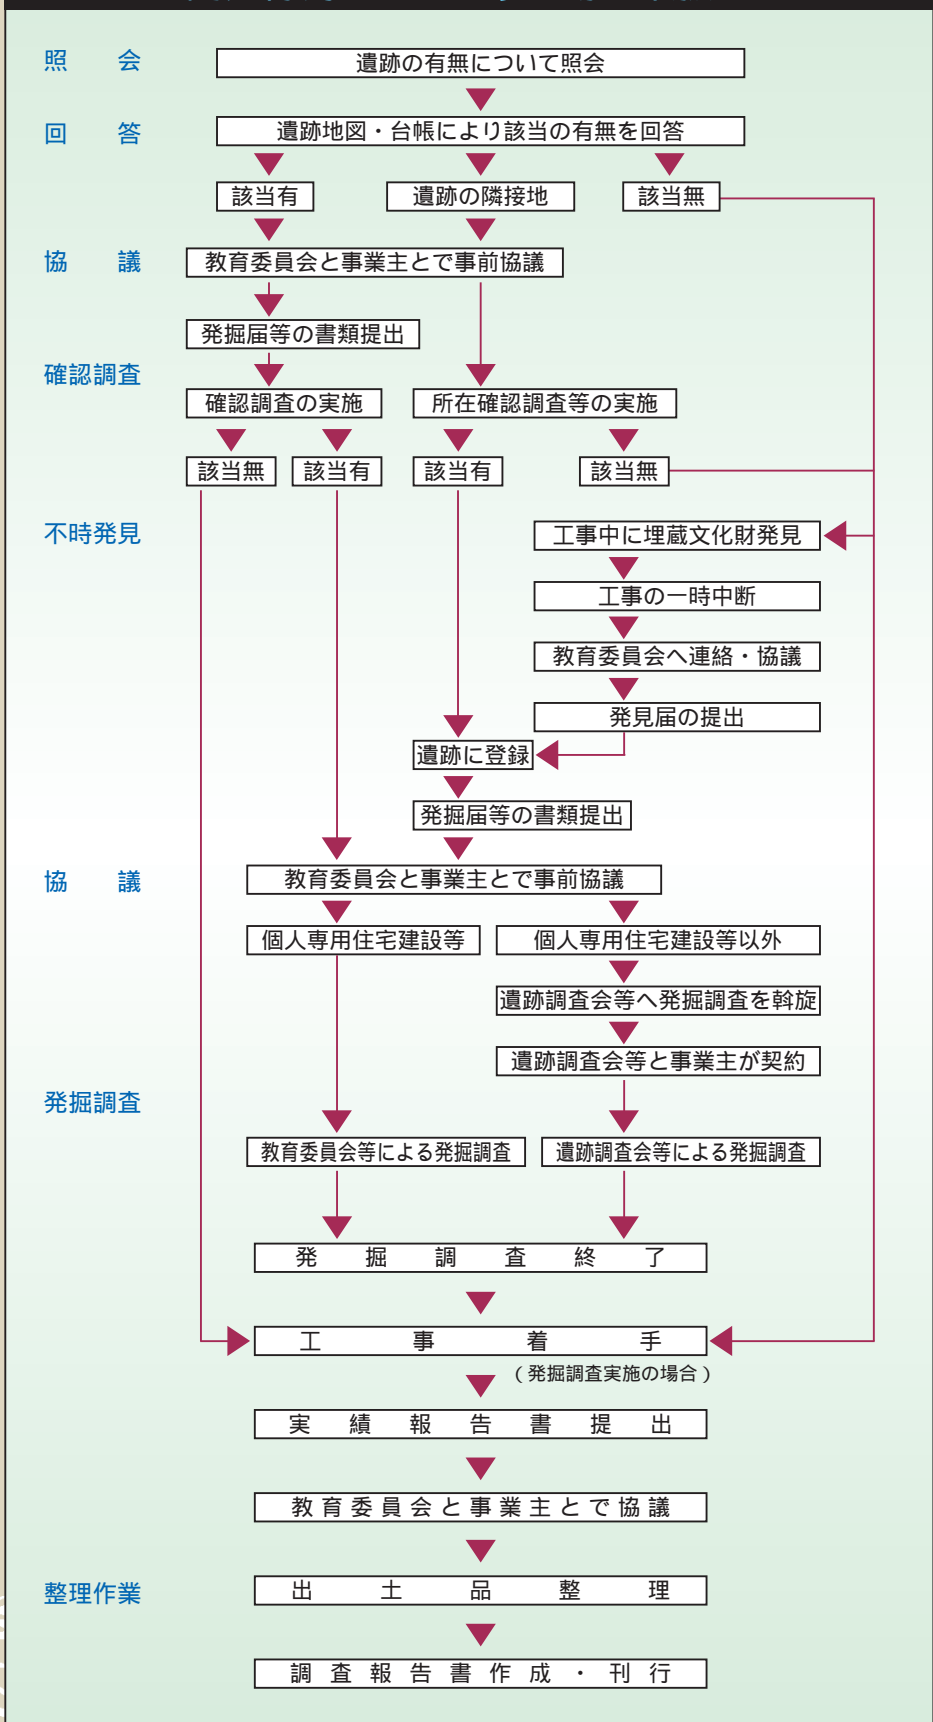 照　会
遺跡の有無について照会
回　答
遺跡地図・台帳により該当の有無を回答
該当有
遺跡の隣接地
該当無
協　議
教育委員会と事業主とで事前協議
発掘届等の書類提出
確認調査
確認調査の実施
所在確認調査等の実施
該当無
該当有
該当有
該当無
不時発見
工事中に埋蔵文化財発見
工事の一時中断
教育委員会へ連絡・協議
発見届の提出
遺跡に登録
発掘届等の書類提出
協　議
教育委員会と事業主とで事前協議
個人専用住宅建設等
個人専用住宅建設等以外
遺跡調査会等へ発掘調査を斡旋
遺跡調査会等と事業主が契約
発掘調査
教育委員会等による発掘調査
遺跡調査会等による発掘調査
発掘調査終了
工事着手
（発掘調査実施の場合）
実績報告書提出
教育委員会と事業主とで協議
整理作業
出土品整理
調査報告書作成・刊行